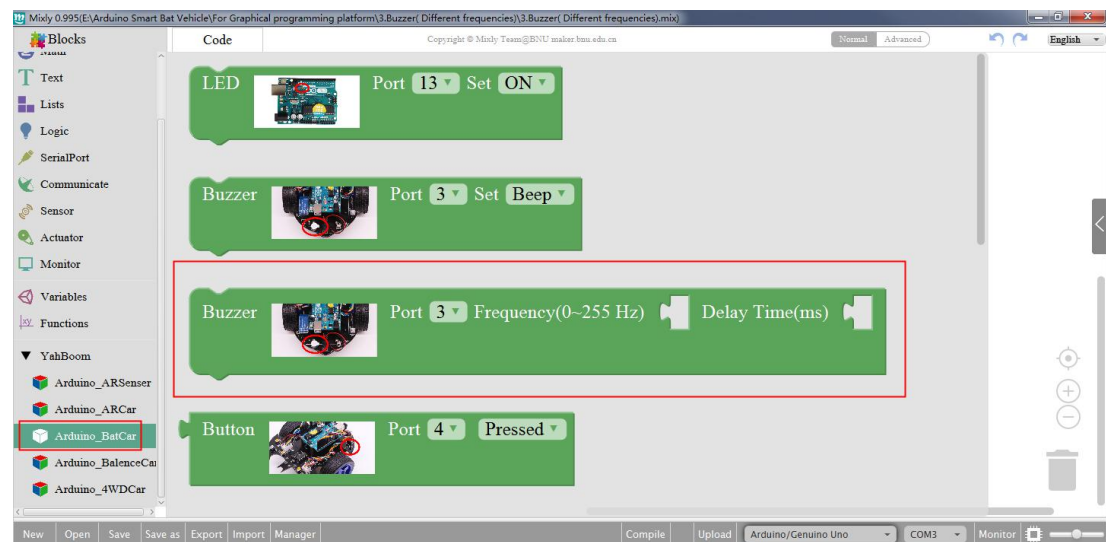 Mixly 0.995(E:\Arduino Smart Bat Vehicle\For Graphical programming platform\3.Buzzer( Different frequencies)\3.Buzzer( Different frequencies).mix)
Blocks
Code
Copyright © Mixly Team@BNU maker.bnu.edu.cn
Normal Advanced
English
Math
Text
Lists
Logic
SerialPort
Communicate
Sensor
Actuator
Monitor
Variables
Functions
YahBoom
Arduino_ARSenser
Arduino_ARCar
Arduino_BatCar
Arduino_BalenceCar
Arduino_4WDCar
LED Port 13 Set ON
Buzzer Port 3 Set Beep
Buzzer Port 3 Frequency(0~255 Hz) Delay Time(ms)
Button Port 4 Pressed
New Open Save Save as Export Import Manager Compile Upload Arduino/Genuino Uno COM3 Monitor